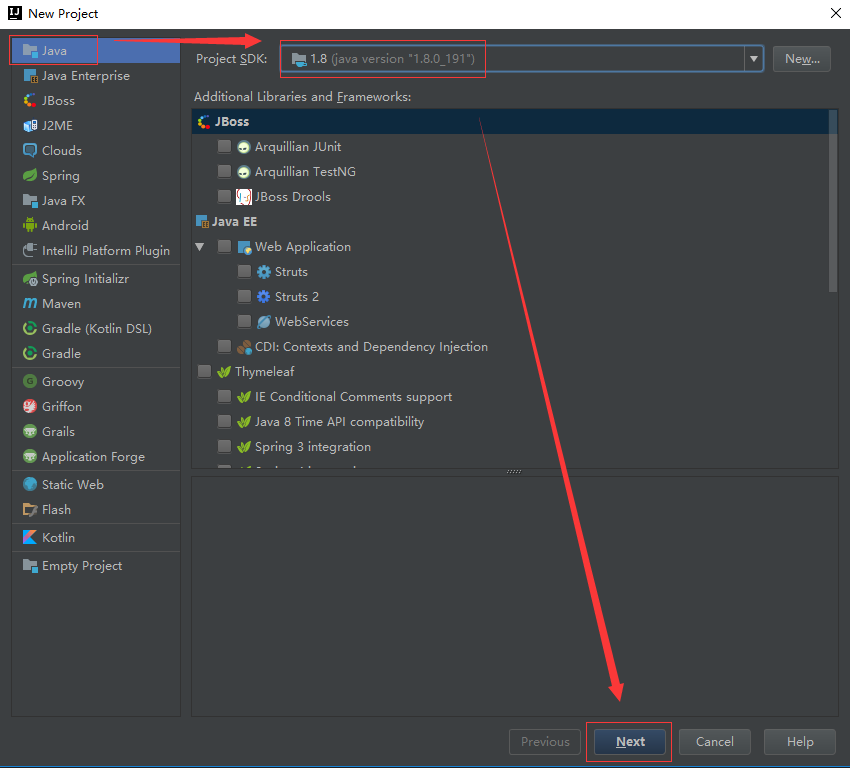 New Project
Java
Java Enterprise
JBoss
J2ME
Clouds
Spring
Java FX
Android
IntelliJ Platform Plugin
Spring Initializr
Maven
Gradle (Kotlin DSL)
Gradle
Groovy
Griffon
Grails
Application Forge
Static Web
Flash
Kotlin
Empty Project
Project SDK: 1.8 (java version "1.8.0_191") New...
Additional Libraries and Frameworks:
JBoss
Arquillian JUnit
Arquillian TestNG
JBoss Drools
Java EE
Web Application
Struts
Struts 2
WebServices
CDI: Contexts and Dependency Injection
Thymeleaf
IE Conditional Comments support
Java 8 Time API compatibility
Spring 3 integration
Previous Next Cancel Help